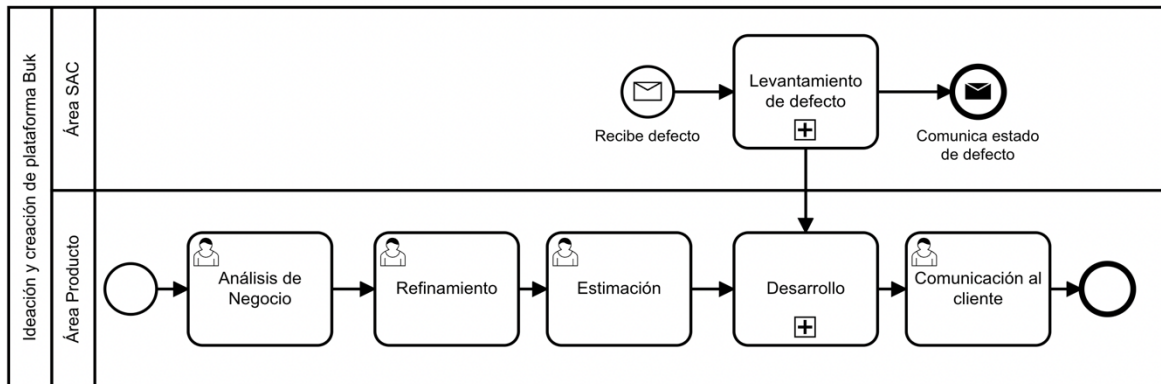 Ideación y creación de plataforma Buk
Área SAC
Recibe defecto
Levantamiento
de defecto
Comunica estado
de defecto
Área Producto
Análisis de
Negocio
Refinamiento
Estimación
Desarrollo
Comunicación al
cliente